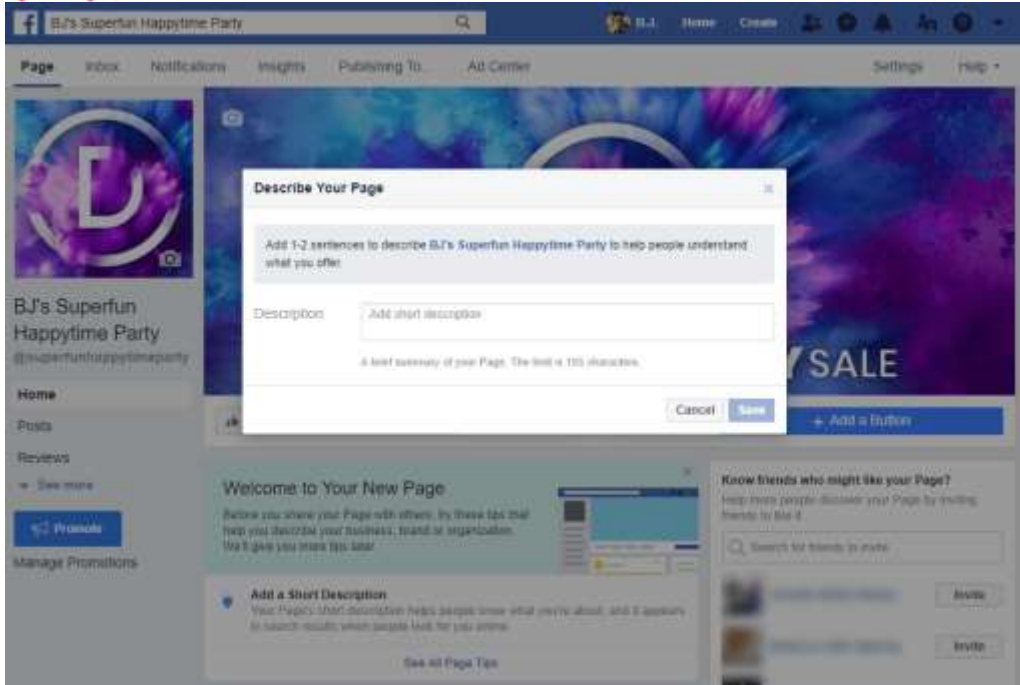 BJ's Superfun Happytime Party
B.J. Home Create
Page Inbox Notifications Insights Publishing To... Ad Center Settings Help
D
BJ's Superfun
Happytime Party
@superfunhappytimeparty
Home
Posts
Reviews
See more
Promote
Manage Promotions
Describe Your Page
Add 1-2 sentences to describe BJ's Superfun Happytime Party to help people understand
what you offer.
Description Add short description
A brief summary of your Page. The limit is 155 characters.
Cancel Save
SALE
+ Add a Button
Welcome to Your New Page
Before you share your Page with others, try these tips that
help you describe your business, brand or organization.
We'll give you more tips later.
Add a Short Description
Your Page's short description helps people know what you're about, and it appears
in search results when people look for you online.
See All Page Tips
Know friends who might like your Page?
Help more people discover your Page by inviting
friends to like it.
Search for friends to invite
Invite
Invite